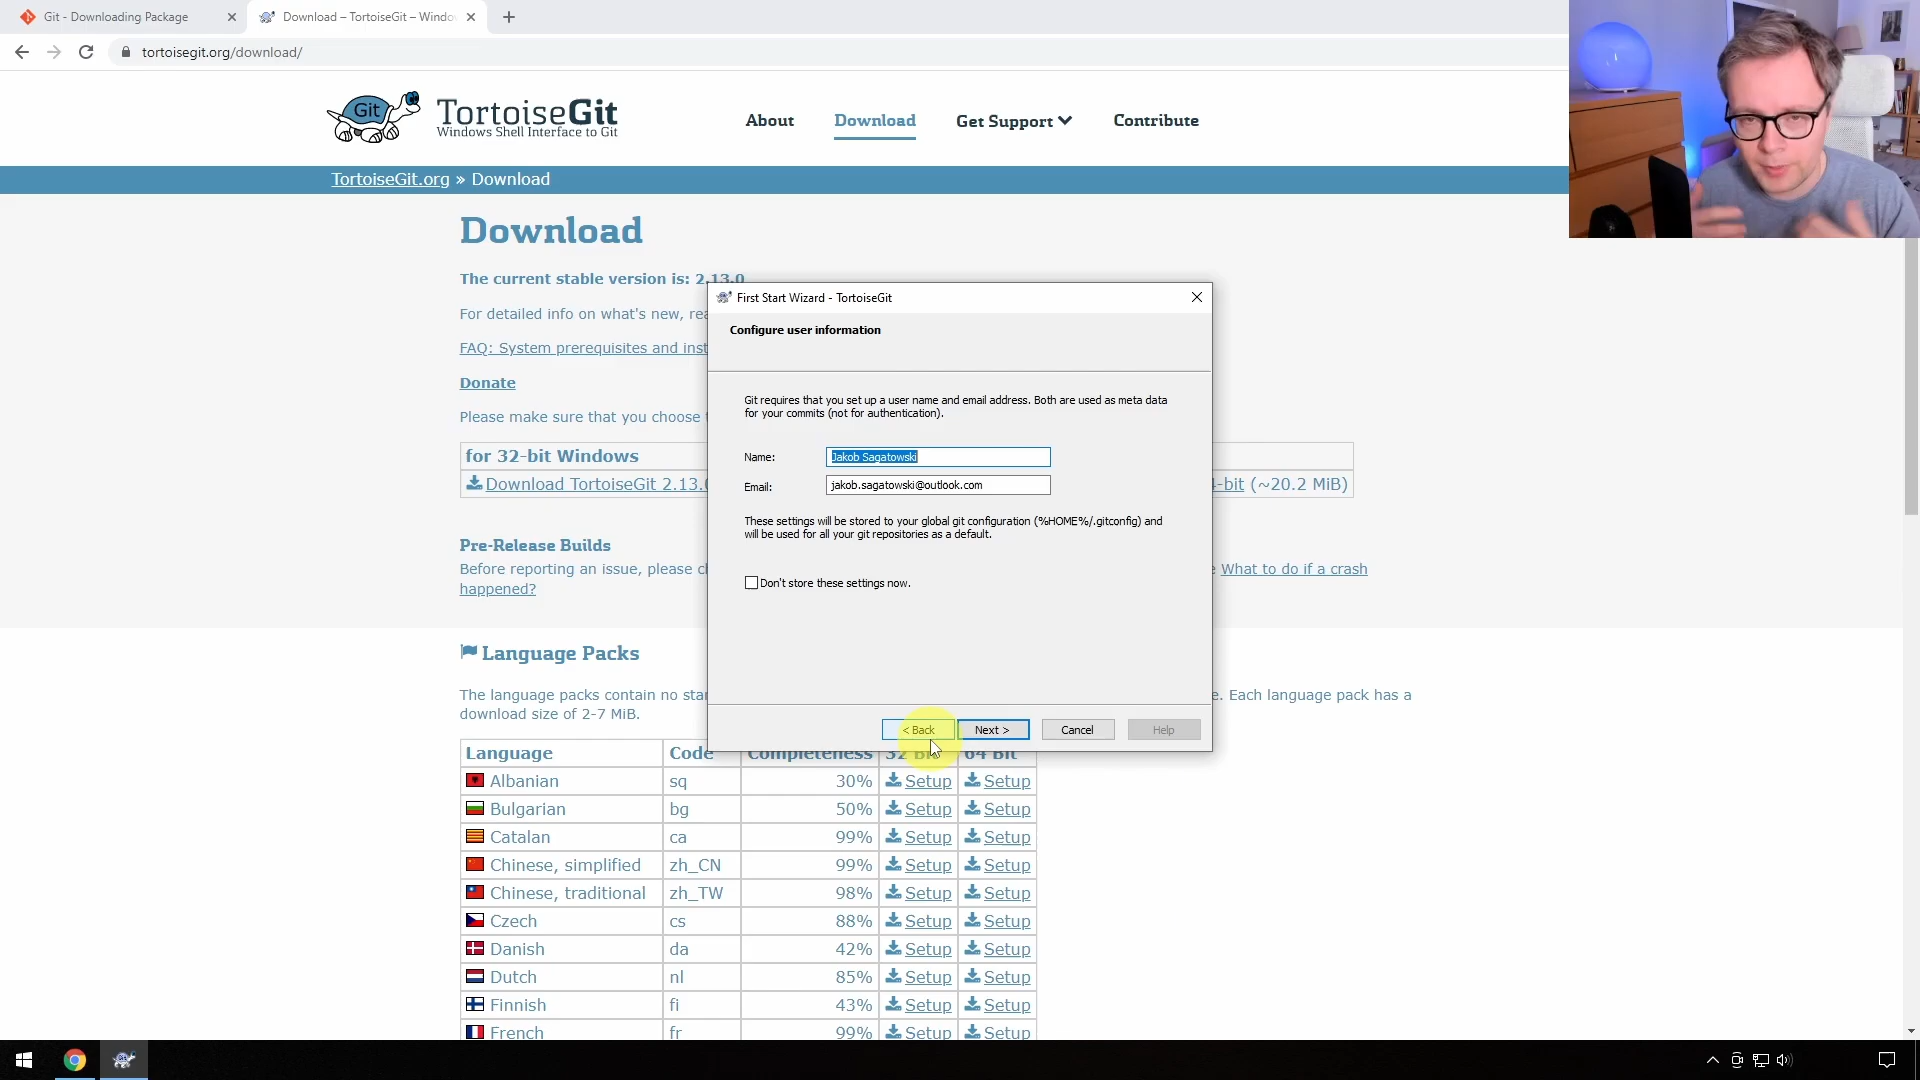 Git - Downloading Package
Download – TortoiseGit – Windo
tortoisegit.org/download/
Git
TortoiseGit
Windows Shell Interface to Git
About
Download
Get Support
Contribute
TortoiseGit.org » Download
Download
The current stable version is: 2.13.0
For detailed info on what's new, rea
FAQ: System prerequisites and inst
Donate
Please make sure that you choose
for 32-bit Windows
Download TortoiseGit 2.13.
-bit (~20.2 MiB)
Pre-Release Builds
Before reporting an issue, please
What to do if a crash
happened?
First Start Wizard - TortoiseGit
Configure user information
Git requires that you set up a user name and email address. Both are used as meta data
for your commits (not for authentication).
Name: Jakob Sagatowski
Email: jakob.sagatowski@outlook.com
These settings will be stored to your global git configuration (%HOME%/.gitconfig) and
will be used for all your git repositories as a default.
Don't store these settings now.
< Back
Next >
Cancel
Help
Language Packs
The language packs contain no star
e. Each language pack has a
download size of 2-7 MiB.
Language Code Completeness 32 Bit 64 Bit
Albanian sq 30% Setup Setup
Bulgarian bg 50% Setup Setup
Catalan ca 99% Setup Setup
Chinese, simplified zh_CN 99% Setup Setup
Chinese, traditional zh_TW 98% Setup Setup
Czech cs 88% Setup Setup
Danish da 42% Setup Setup
Dutch nl 85% Setup Setup
Finnish fi 43% Setup Setup
French fr 99% Setup Setup